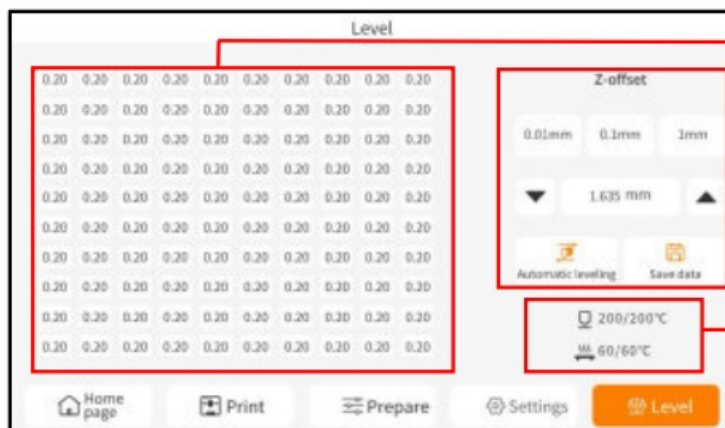 Level
0.20 0.20 0.20 0.20 0.20 0.20 0.20 0.20 0.20 0.20
0.20 0.20 0.20 0.20 0.20 0.20 0.20 0.20 0.20 0.20
0.20 0.20 0.20 0.20 0.20 0.20 0.20 0.20 0.20 0.20
0.20 0.20 0.20 0.20 0.20 0.20 0.20 0.20 0.20 0.20
0.20 0.20 0.20 0.20 0.20 0.20 0.20 0.20 0.20 0.20
0.20 0.20 0.20 0.20 0.20 0.20 0.20 0.20 0.20 0.20
0.20 0.20 0.20 0.20 0.20 0.20 0.20 0.20 0.20 0.20
0.20 0.20 0.20 0.20 0.20 0.20 0.20 0.20 0.20 0.20
0.20 0.20 0.20 0.20 0.20 0.20 0.20 0.20 0.20 0.20
0.20 0.20 0.20 0.20 0.20 0.20 0.20 0.20 0.20 0.20
Z-offset
0.01mm 0.1mm 1mm
1.635 mm
Automatic leveling Save data
200/200℃
60/60℃
Home
page
Print
Prepare
Settings
Level